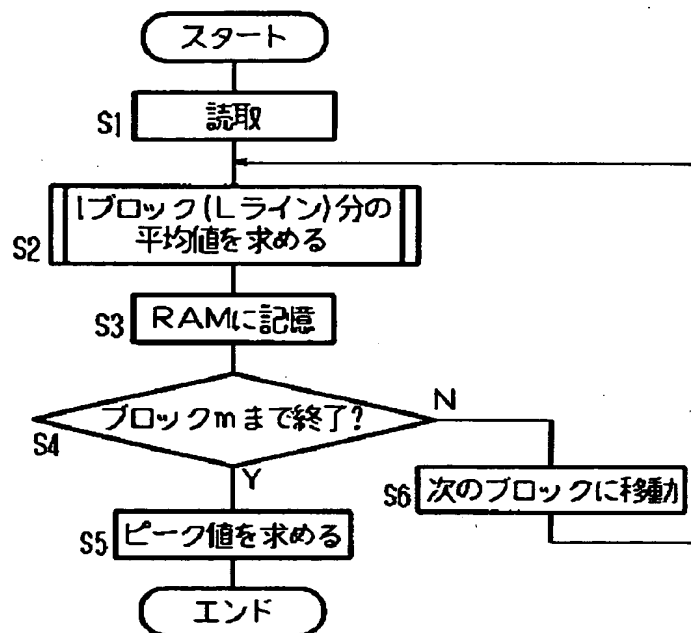 スタート
S1 読取
S2 1ブロック(Lライン)分の
平均値を求める
S3 RAMに記憶
S4 ブロックmまで終了?
N
Y
S6 次のブロックに移動
S5 ピーク値を求める
エンド